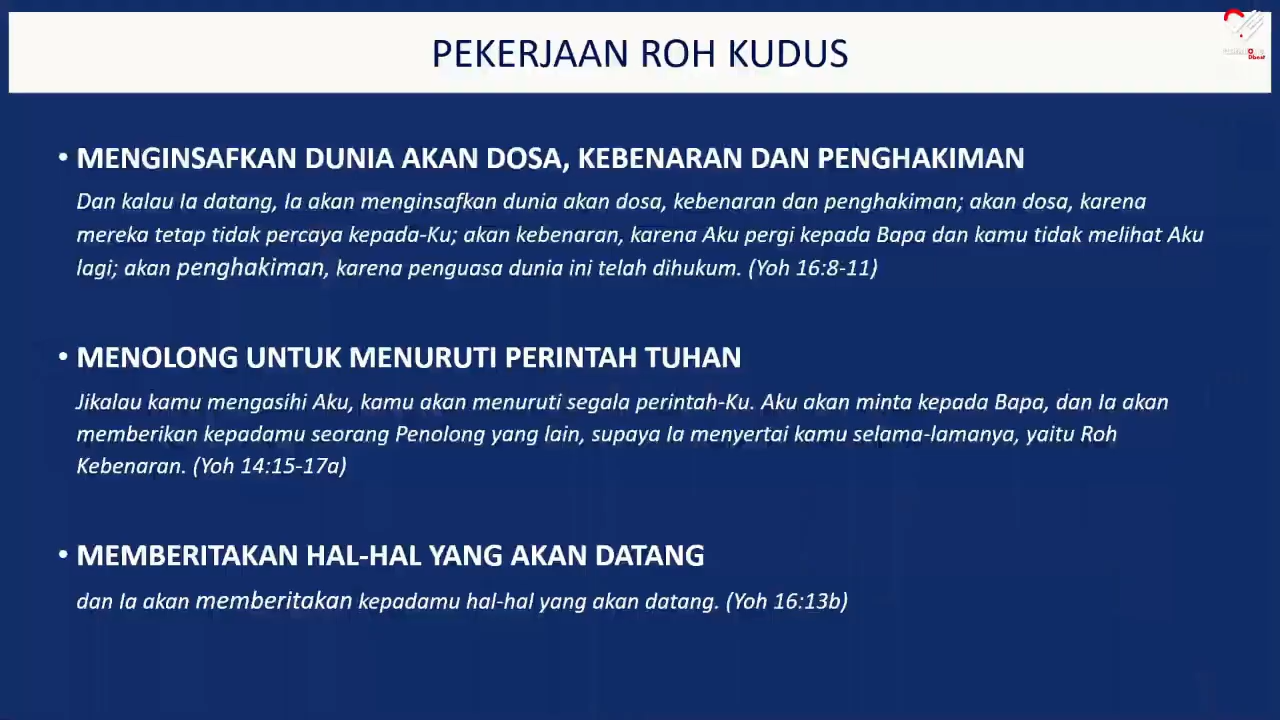 PEKERJAAN ROH KUDUS
• MENGINSAFKAN DUNIA AKAN DOSA, KEBENARAN DAN PENGHAKIMAN
Dan kalau Ia datang, Ia akan menginsafkan dunia akan dosa, kebenaran dan penghakiman; akan dosa, karena
mereka tetap tidak percaya kepada-Ku; akan kebenaran, karena Aku pergi kepada Bapa dan kamu tidak melihat Aku
lagi; akan penghakiman, karena penguasa dunia ini telah dihukum. (Yoh 16:8-11)
• MENOLONG UNTUK MENURUTI PERINTAH TUHAN
Jikalau kamu mengasihi Aku, kamu akan menuruti segala perintah-Ku. Aku akan minta kepada Bapa, dan Ia akan
memberikan kepadamu seorang Penolong yang lain, supaya Ia menyertai kamu selama-lamanya, yaitu Roh
Kebenaran. (Yoh 14:15-17a)
• MEMBERITAKAN HAL-HAL YANG AKAN DATANG
dan Ia akan memberitakan kepadamu hal-hal yang akan datang. (Yoh 16:13b)